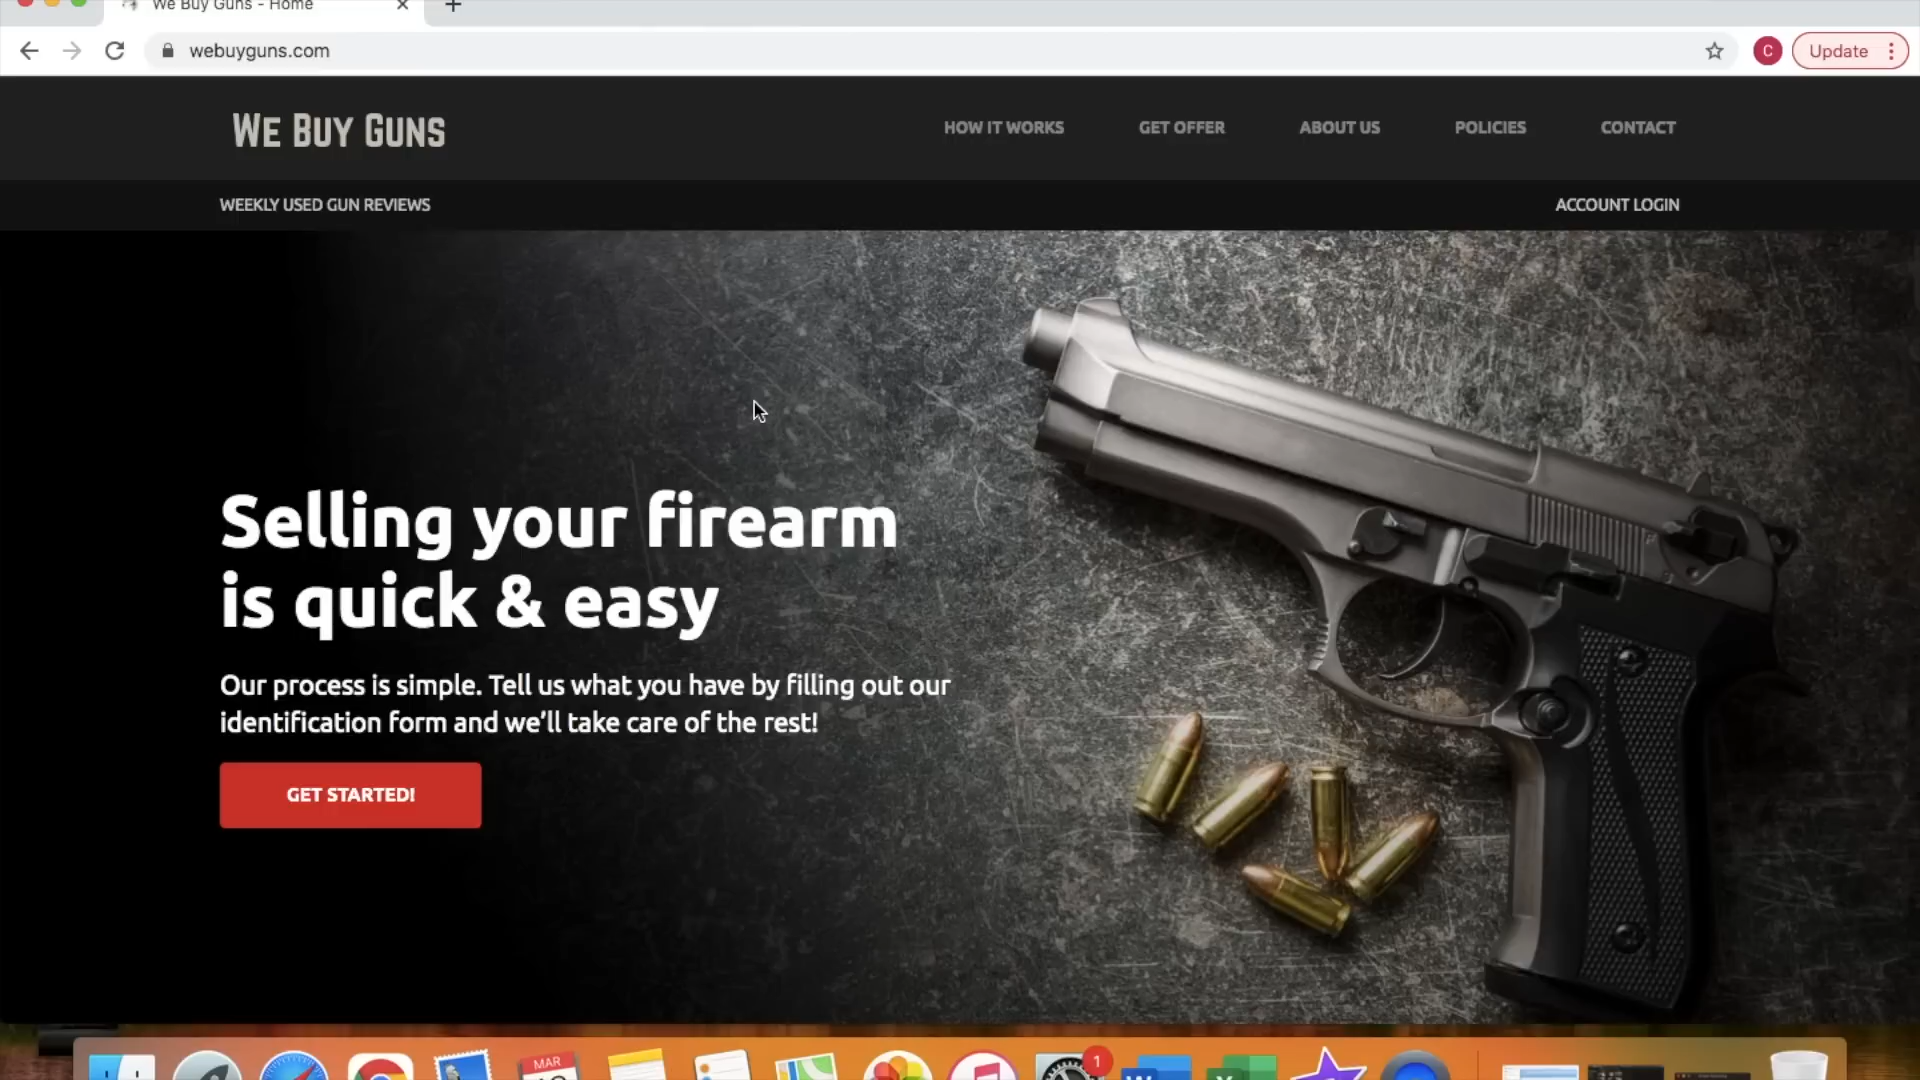 We Buy Guns - Home
webuyguns.com
C
Update
WE BUY GUNS
HOW IT WORKS
GET OFFER
ABOUT US
POLICIES
CONTACT
WEEKLY USED GUN REVIEWS
ACCOUNT LOGIN
Selling your firearm
is quick & easy
Our process is simple. Tell us what you have by filling out our
identification form and we’ll take care of the rest!
GET STARTED!
MAR
1